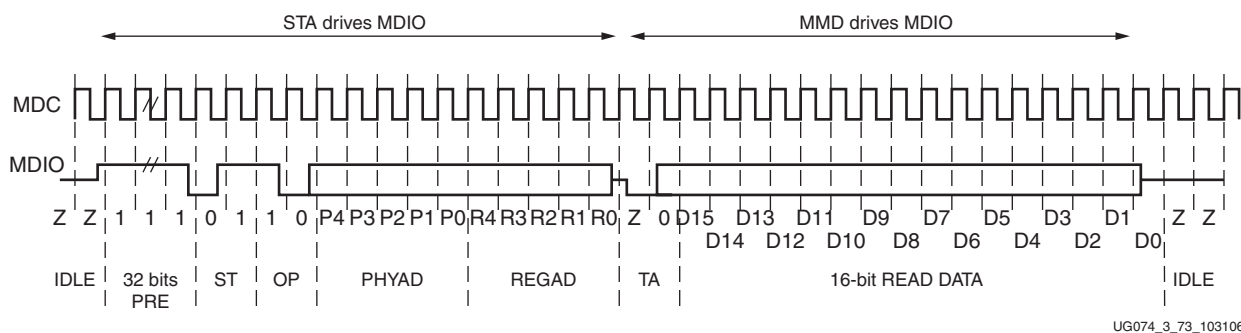 STA drives MDIO MMD drives MDIO
MDC
MDIO
Z Z 1 1 1 0 1 1 0 P4 P3 P2 P1 P0 R4 R3 R2 R1 R0 Z 0 D15 D13 D11 D9 D7 D5 D3 D1 Z Z
D14 D12 D10 D8 D6 D4 D2 D0
IDLE 32 bits ST OP PHYAD REGAD TA 16-bit READ DATA IDLE
PRE
UG074_3_73_103106